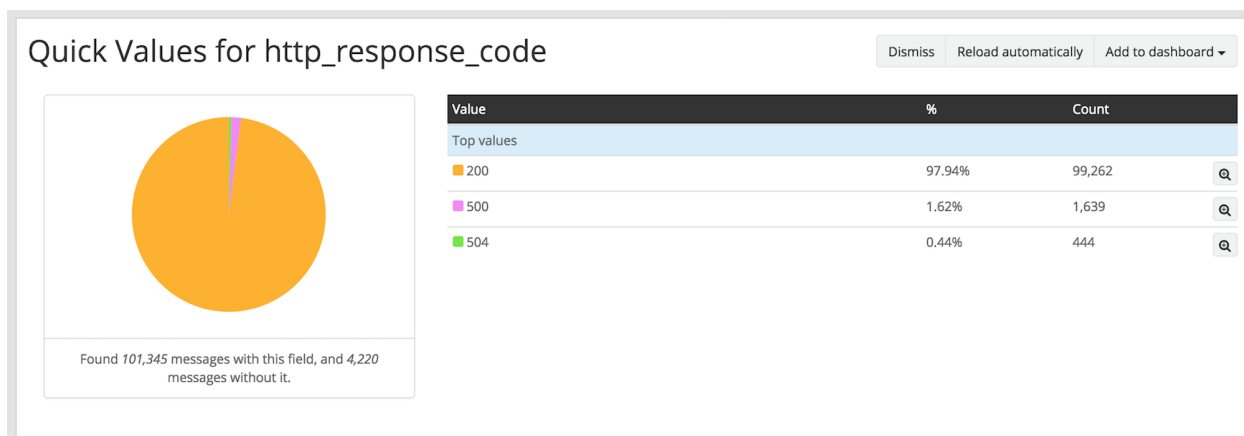 Quick Values for http_response_code
Dismiss Reload automatically Add to dashboard
Value % Count
Top values
200 97.94% 99,262
500 1.62% 1,639
504 0.44% 444
Found 101,345 messages with this field, and 4,220
messages without it.